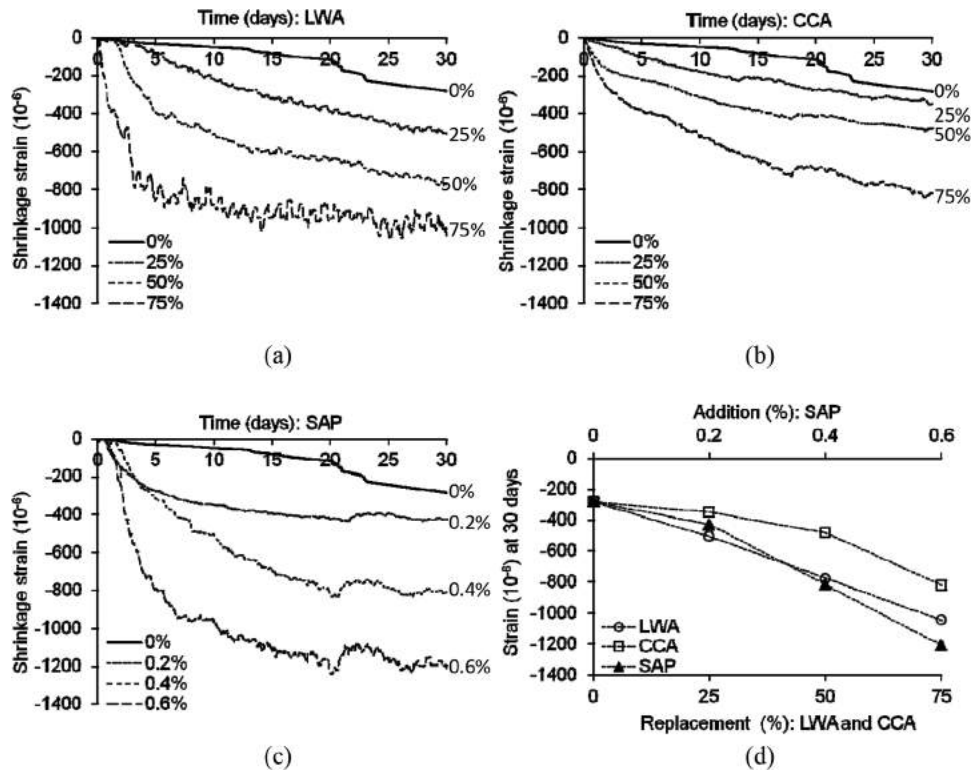 Time (days): LWA
0 5 10 15 20 25 30
0
-200
-400
-600
-800
-1000
-1200
-1400
Shrinkage strain (10⁻⁶)
0%
25%
50%
75%
0%
25%
50%
75%
(a)
Time (days): CCA
0 5 10 15 20 25 30
0
-200
-400
-600
-800
-1000
-1200
-1400
Shrinkage strain (10⁻⁶)
0%
25%
50%
75%
0%
25%
50%
75%
(b)
Time (days): SAP
0 5 10 15 20 25 30
0
-200
-400
-600
-800
-1000
-1200
-1400
Shrinkage strain (10⁻⁶)
0%
0.2%
0.4%
0.6%
0%
0.2%
0.4%
0.6%
(c)
Addition (%): SAP
0 0.2 0.4 0.6
0
-200
-400
-600
-800
-1000
-1200
-1400
Strain (10⁻⁶) at 30 days
LWA
CCA
SAP
0 25 50 75
Replacement (%): LWA and CCA
(d)